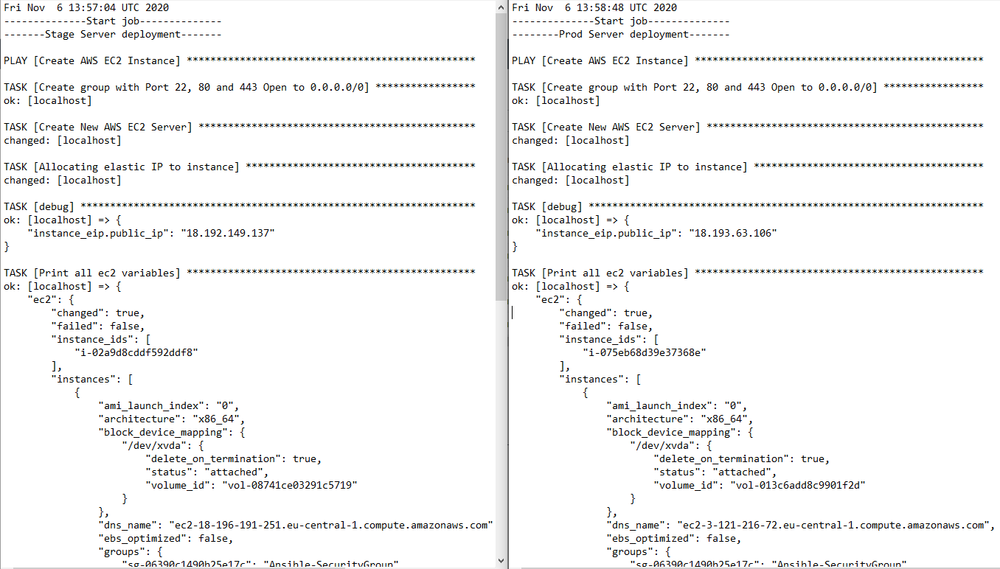 Fri Nov  6 13:57:04 UTC 2020
--------------Start job--------------
-------Stage Server deployment-------
PLAY [Create AWS EC2 Instance] *************************************************
TASK [Create group with Port 22, 80 and 443 Open to 0.0.0.0/0] *****************
ok: [localhost]
TASK [Create New AWS EC2 Server] ***********************************************
changed: [localhost]
TASK [Allocating elastic IP to instance] ***************************************
changed: [localhost]
TASK [debug] *******************************************************************
ok: [localhost] => {
    "instance_eip.public_ip": "18.192.149.137"
}
TASK [Print all ec2 variables] *************************************************
ok: [localhost] => {
    "ec2": {
        "changed": true,
        "failed": false,
        "instance_ids": [
            "i-02a9d8cddf592ddf8"
        ],
        "instances": [
            {
                "ami_launch_index": "0",
                "architecture": "x86_64",
                "block_device_mapping": {
                    "/dev/xvda": {
                        "delete_on_termination": true,
                        "status": "attached",
                        "volume_id": "vol-08741ce03291c5719"
                    }
                },
                "dns_name": "ec2-18-196-191-251.eu-central-1.compute.amazonaws.com"
                "ebs_optimized": false,
                "groups": {
                    "sg-06390c1490b25e17c": "Ansible-SecurityGroup"
Fri Nov  6 13:58:48 UTC 2020
--------------Start job--------------
--------Prod Server deployment-------
PLAY [Create AWS EC2 Instance] *************************************************
TASK [Create group with Port 22, 80 and 443 Open to 0.0.0.0/0] *****************
ok: [localhost]
TASK [Create New AWS EC2 Server] ***********************************************
changed: [localhost]
TASK [Allocating elastic IP to instance] ***************************************
changed: [localhost]
TASK [debug] *******************************************************************
ok: [localhost] => {
    "instance_eip.public_ip": "18.193.63.106"
}
TASK [Print all ec2 variables] *************************************************
ok: [localhost] => {
    "ec2": {
        "changed": true,
        "failed": false,
        "instance_ids": [
            "i-075eb68d39e37368e"
        ],
        "instances": [
            {
                "ami_launch_index": "0",
                "architecture": "x86_64",
                "block_device_mapping": {
                    "/dev/xvda": {
                        "delete_on_termination": true,
                        "status": "attached",
                        "volume_id": "vol-013c6add8c9901f2d"
                    }
                },
                "dns_name": "ec2-3-121-216-72.eu-central-1.compute.amazonaws.com",
                "ebs_optimized": false,
                "groups": {
                    "sg-06390c1490b25e17c": "Ansible-SecurityGroup"